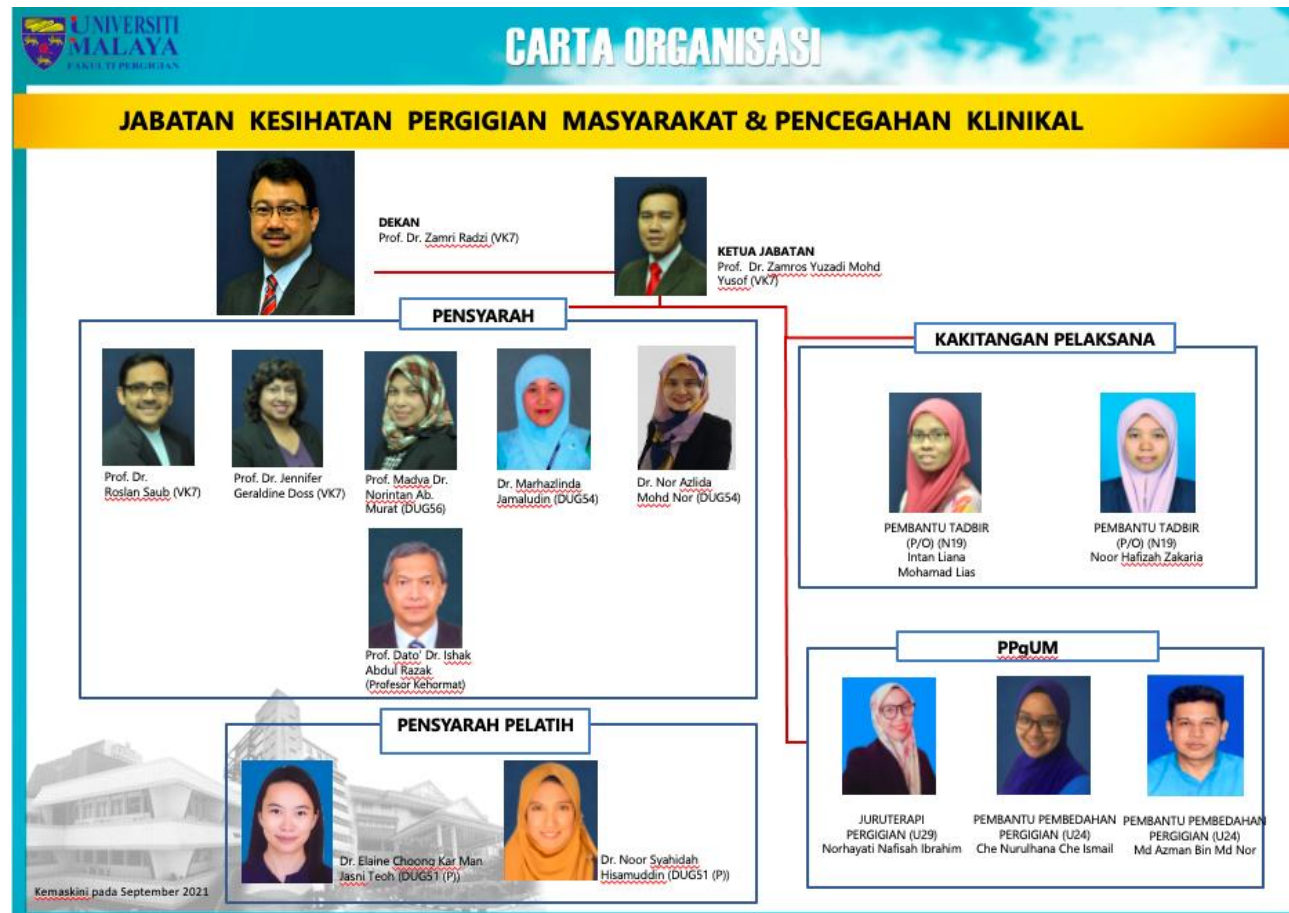 UNIVERSITI
MALAYA
FAKULTI PERGIGIAN
CARTA ORGANISASI
JABATAN KESIHATAN PERGIGIAN MASYARAKAT & PENCEGAHAN KLINIKAL
DEKAN
Prof. Dr. Zamri Radzi (VK7)
KETUA JABATAN
Prof. Dr. Zamros Yuzadi Mohd
Yusof (VK7)
PENSYARAH
Prof. Dr.
Roslan Saub (VK7)
Prof. Dr. Jennifer
Geraldine Doss (VK7)
Prof. Madya Dr.
Norintan Ab.
Murat (DUG56)
Dr. Marhazlinda
Jamaludin (DUG54)
Dr. Nor Azlida
Mohd Nor (DUG54)
Prof. Dato' Dr. Ishak
Abdul Razak
(Profesor Kehormat)
KAKITANGAN PELAKSANA
PEMBANTU TADBIR
(P/O) (N19)
Intan Liana
Mohamad Lias
PEMBANTU TADBIR
(P/O) (N19)
Noor Hafizah Zakaria
PPgUM
JURUTERAPI
PERGIGIAN (U29)
Norhayati Nafisah Ibrahim
PEMBANTU PEMBEDAHAN
PERGIGIAN (U24)
Che Nurulhana Che Ismail
PEMBANTU PEMBEDAHAN
PERGIGIAN (U24)
Md Azman Bin Md Nor
PENSYARAH PELATIH
Dr. Elaine Choong Kar Man
Jasni Teoh (DUG51 (P))
Dr. Noor Syahidah
Hisamuddin (DUG51 (P))
Kemaskini pada September 2021